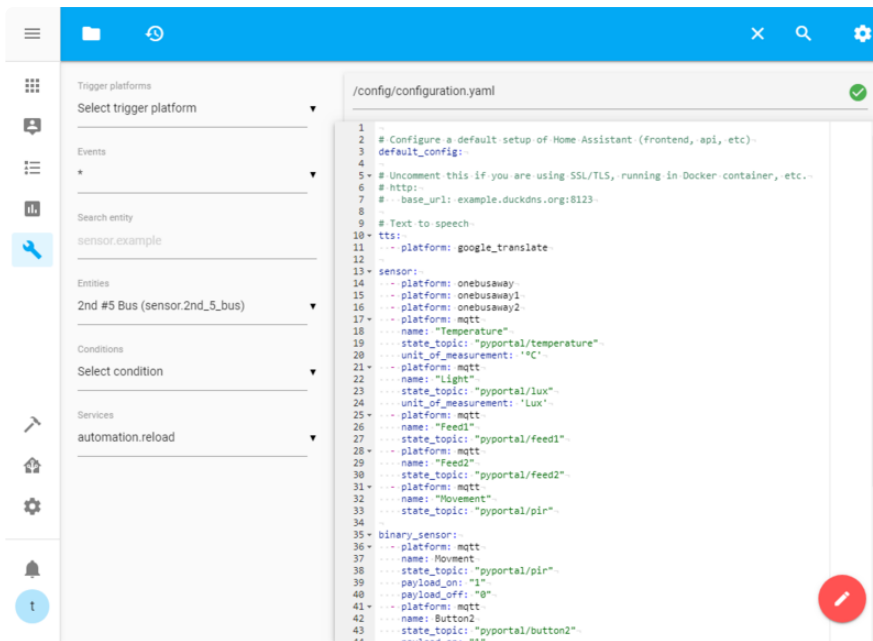 Trigger platforms
Select trigger platform
Events
*
Search entity
sensor.example
Entities
2nd #5 Bus (sensor.2nd_5_bus)
Conditions
Select condition
Services
automation.reload
t
/config/configuration.yaml
1
2 # Configure a default setup of Home Assistant (frontend, api, etc)
3 default_config:
4
5 # Uncomment this if you are using SSL/TLS, running in Docker container, etc.
6 # http:
7 #   base_url: example.duckdns.org:8123
8
9 # Text to speech
10 tts:
11   - platform: google_translate
12
13 sensor:
14   - platform: onebusaway
15   - platform: onebusaway1
16   - platform: onebusaway2
17   - platform: mqtt
18     name: "Temperature"
19     state_topic: "pyportal/temperature"
20     unit_of_measurement: '°C'
21   - platform: mqtt
22     name: "Light"
23     state_topic: "pyportal/lux"
24     unit_of_measurement: 'Lux'
25   - platform: mqtt
26     name: "Feed1"
27     state_topic: "pyportal/feed1"
28   - platform: mqtt
29     name: "Feed2"
30     state_topic: "pyportal/feed2"
31   - platform: mqtt
32     name: "Movement"
33     state_topic: "pyportal/pir"
34
35 binary_sensor:
36   - platform: mqtt
37     name: Movment
38     state_topic: "pyportal/pir"
39     payload_on: "1"
40     payload_off: "0"
41   - platform: mqtt
42     name: Button2
43     state_topic: "pyportal/button2"